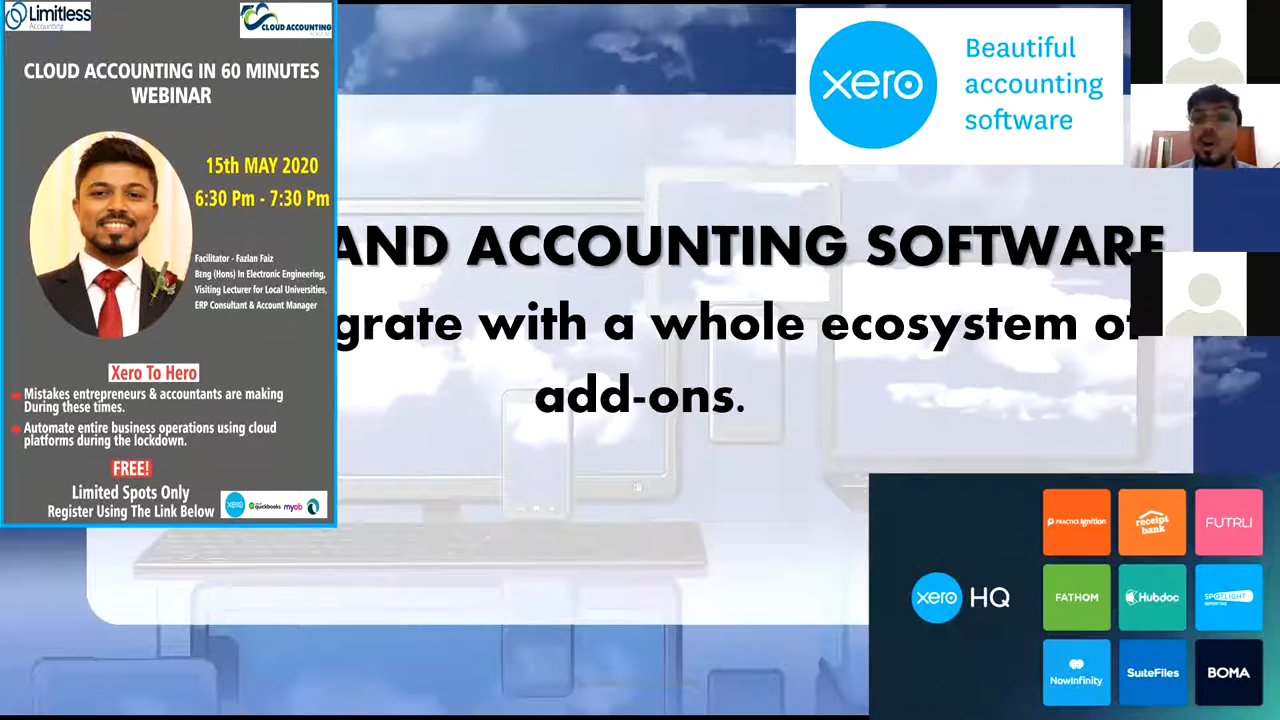 Limitless
Accounting
CLOUD ACCOUNTING
ACADEMY
CLOUD ACCOUNTING IN 60 MINUTES
WEBINAR
15th MAY 2020
6:30 Pm - 7:30 Pm
Facilitator - Fazlan Faiz
Beng (Hons) In Electronic Engineering,
Visiting Lecturer for Local Universities,
ERP Consultant & Account Manager
Xero To Hero
Mistakes entrepreneurs & accountants are making
During these times.
Automate entire business operations using cloud
platforms during the lockdown.
FREE!
Limited Spots Only
Register Using The Link Below
xero
quickbooks
myob
xero
Beautiful
accounting
software
AND ACCOUNTING SOFTWARE
grate with a whole ecosystem of
add-ons.
xero HQ
PRACTICE ignition
receipt
bank
FUTRLI
FATHOM
Hubdoc
SPOTLIGHT
REPORTING
NowInfinity
SuiteFiles
BOMA